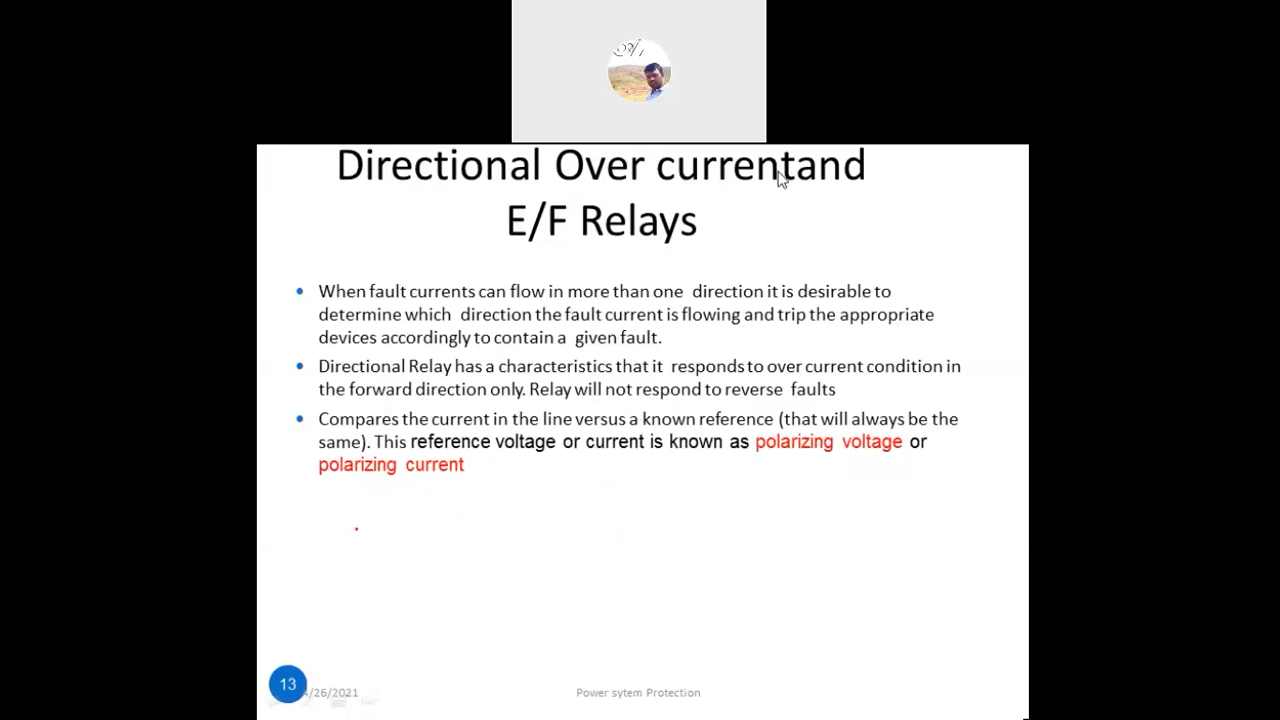 Directional Over currentand
E/F Relays
When fault currents can flow in more than one direction it is desirable to
determine which direction the fault current is flowing and trip the appropriate
devices accordingly to contain a given fault.
Directional Relay has a characteristics that it responds to over current condition in
the forward direction only. Relay will not respond to reverse faults
Compares the current in the line versus a known reference (that will always be the
same). This reference voltage or current is known as polarizing voltage or
polarizing current
13
/26/2021
Power sytem Protection